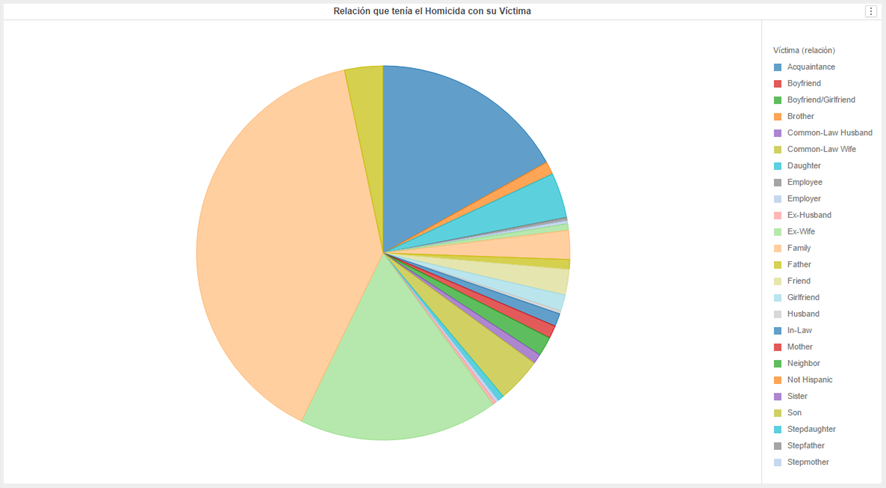 Relación que tenía el Homicida con su Víctima
Víctima (relación)
Acquaintance
Boyfriend
Boyfriend/Girlfriend
Brother
Common-Law Husband
Common-Law Wife
Daughter
Employee
Employer
Ex-Husband
Ex-Wife
Family
Father
Friend
Girlfriend
Husband
In-Law
Mother
Neighbor
Not Hispanic
Sister
Son
Stepdaughter
Stepfather
Stepmother